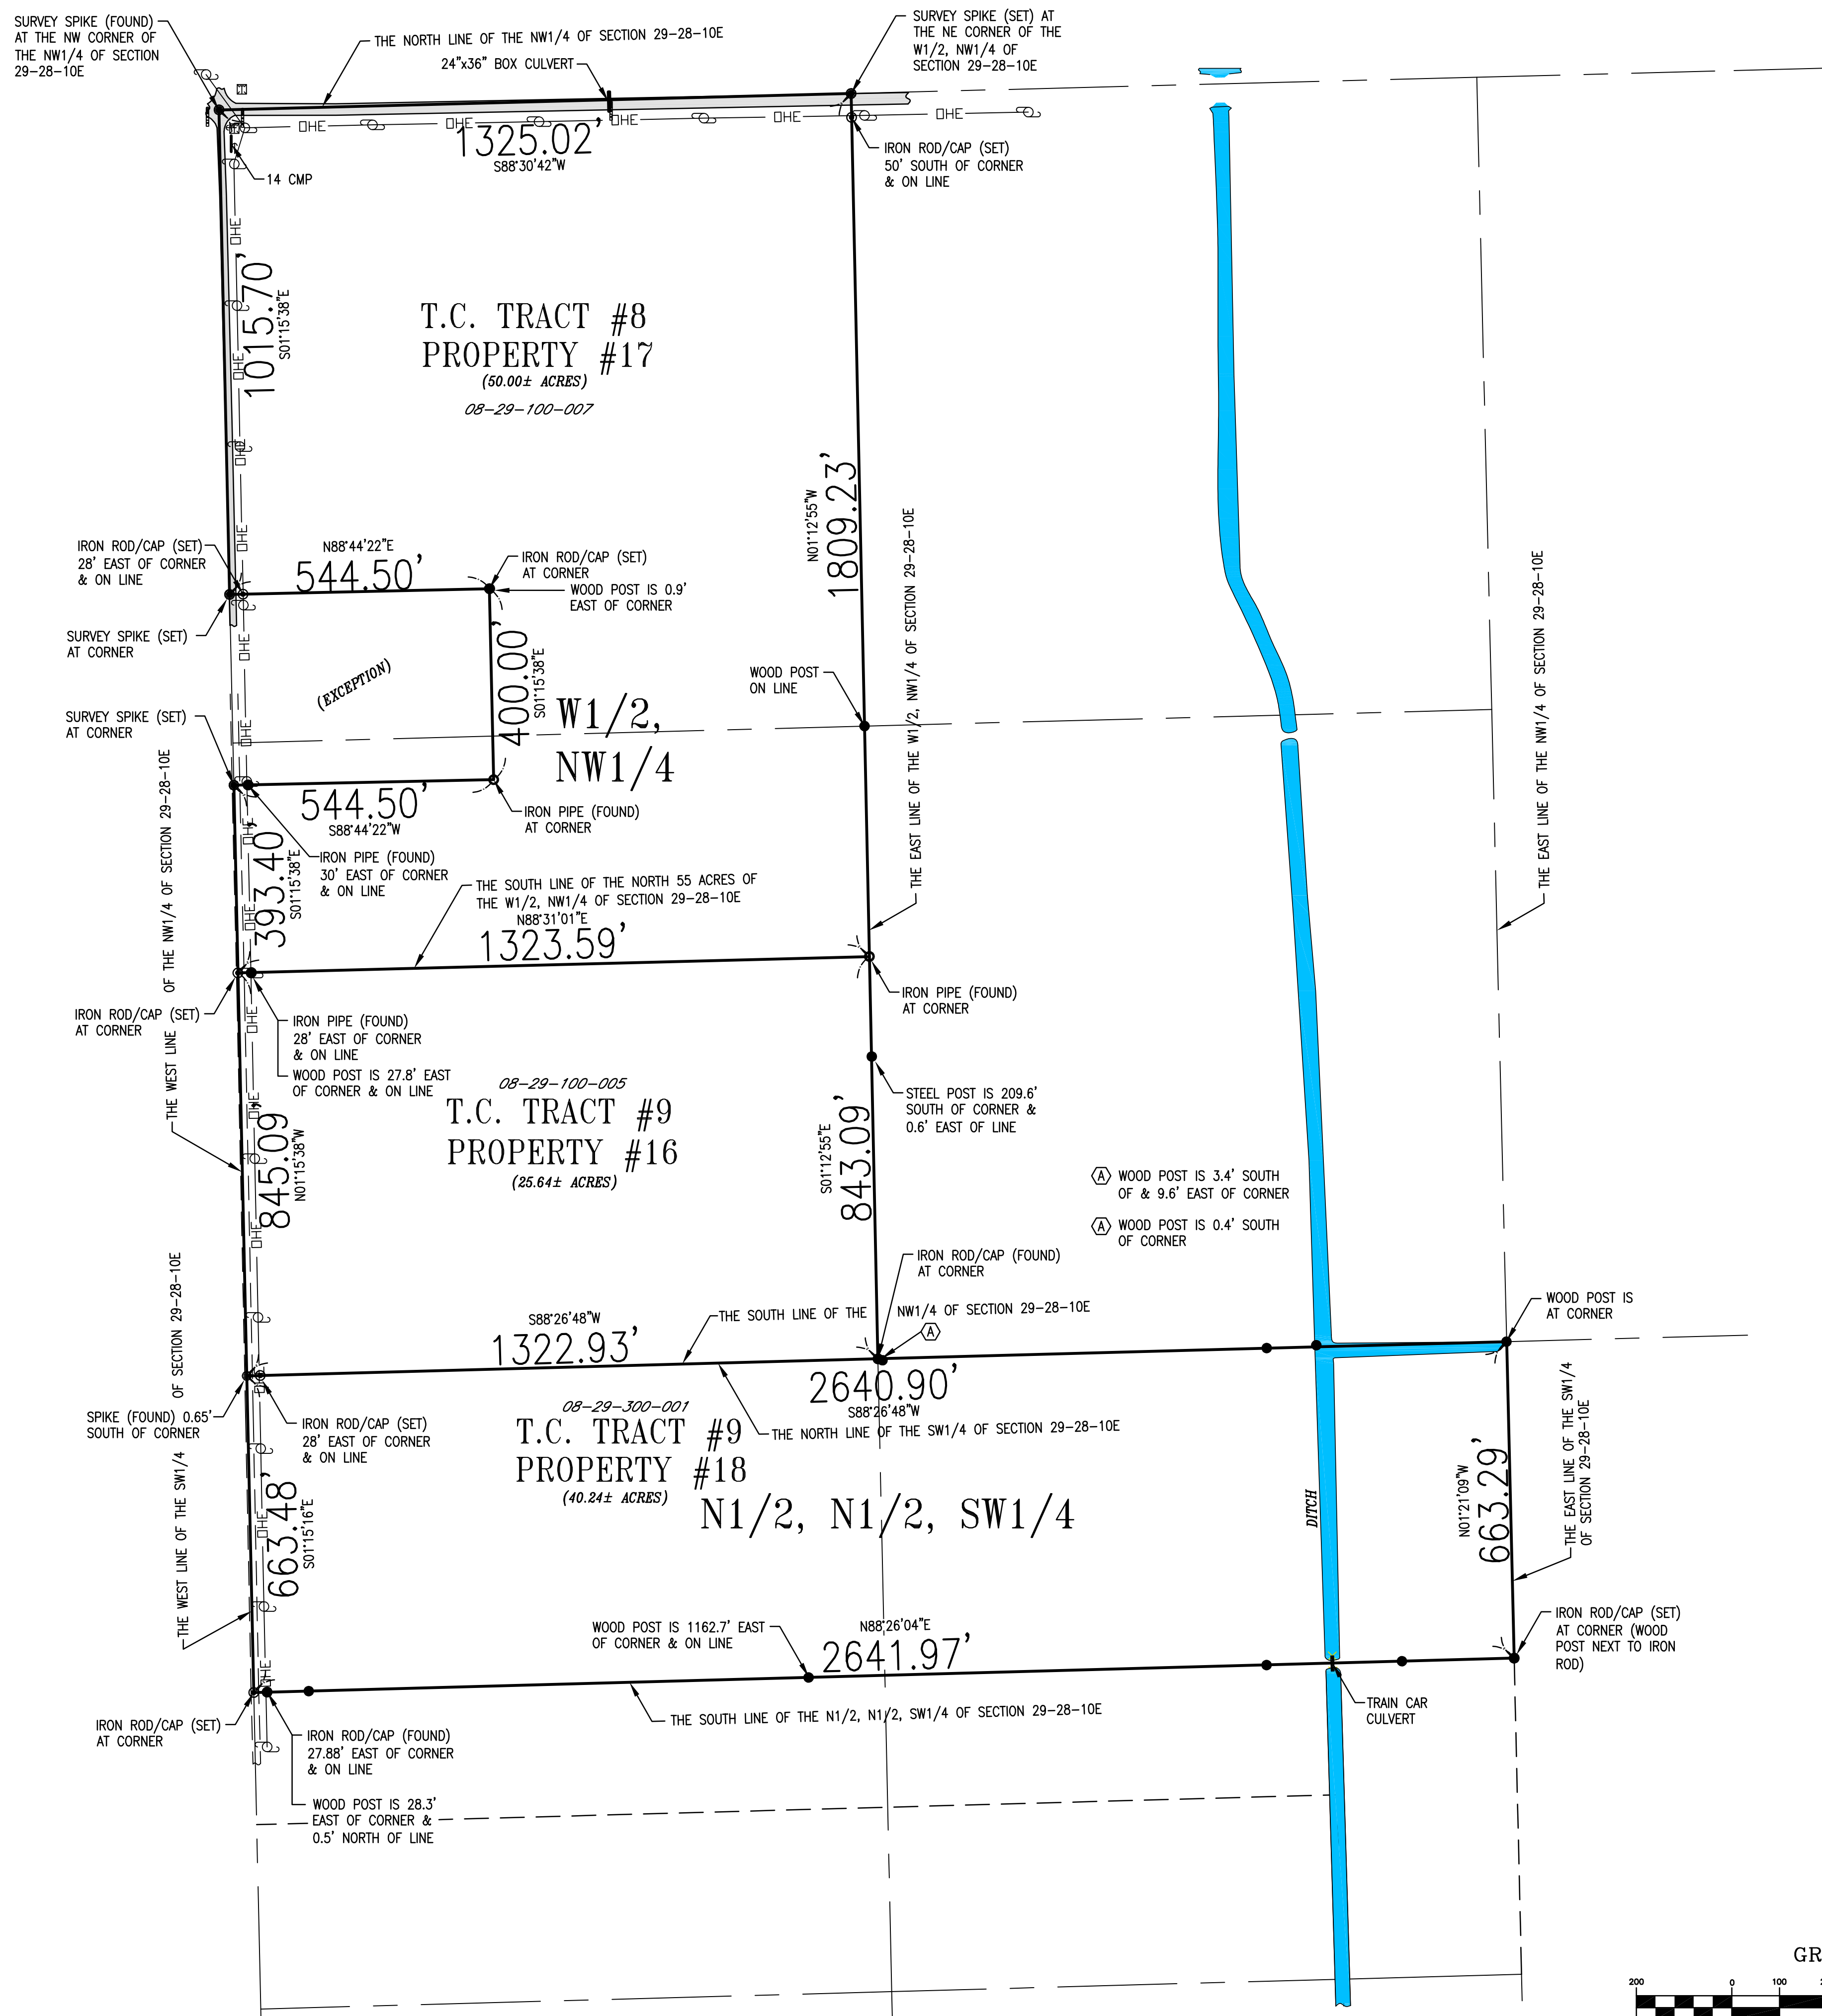 SURVEY SPIKE (FOUND)
AT THE NW CORNER OF
THE NW1/4 OF SECTION
29-28-10E
THE NORTH LINE OF THE NW1/4 OF SECTION 29-28-10E
24"x36" BOX CULVERT
SURVEY SPIKE (SET) AT
THE NE CORNER OF THE
W1/2, NW1/4 OF
SECTION 29-28-10E
OHE
OHE
OHE
OHE
OHE
1325.02'
S88°30'42"W
IRON ROD/CAP (SET)
50' SOUTH OF CORNER
& ON LINE
14 CMP
OHE
1015.70'
S01°15'38"E
OHE
OHE
OHE
T.C. TRACT #8
PROPERTY #17
(50.00± ACRES)
08-29-100-007
N01°12'55"W
1809.23'
THE EAST LINE OF THE W1/2, NW1/4 OF SECTION 29-28-10E
THE EAST LINE OF THE NW1/4 OF SECTION 29-28-10E
IRON ROD/CAP (SET)
28' EAST OF CORNER
& ON LINE
N88°44'22"E
544.50'
IRON ROD/CAP (SET)
AT CORNER
WOOD POST IS 0.9'
EAST OF CORNER
SURVEY SPIKE (SET)
AT CORNER
OHE
(EXCEPTION)
400.00'
S01°15'38"E
W1/2,
NW1/4
WOOD POST
ON LINE
SURVEY SPIKE (SET)
AT CORNER
OHE
544.50'
S88°44'22"W
IRON PIPE (FOUND)
AT CORNER
THE WEST LINE OF THE NW1/4 OF SECTION 29-28-10E
393.40'
S01°15'38"E
OHE
OHE
IRON PIPE (FOUND)
30' EAST OF CORNER
& ON LINE
THE SOUTH LINE OF THE NORTH 55 ACRES OF
THE W1/2, NW1/4 OF SECTION 29-28-10E
N88°31'01"E
1323.59'
IRON ROD/CAP (SET)
AT CORNER
OHE
IRON PIPE (FOUND)
28' EAST OF CORNER
& ON LINE
WOOD POST IS 27.8' EAST
OF CORNER & ON LINE
IRON PIPE (FOUND)
AT CORNER
08-29-100-005
T.C. TRACT #9
PROPERTY #16
(25.64± ACRES)
OHE
845.09'
N01°15'38"W
OHE
S01°12'55"E
843.09'
STEEL POST IS 209.6'
SOUTH OF CORNER &
0.6' EAST OF LINE
A WOOD POST IS 3.4' SOUTH
OF & 9.6' EAST OF CORNER
A WOOD POST IS 0.4' SOUTH
OF CORNER
IRON ROD/CAP (FOUND)
AT CORNER
S88°26'48"W
1322.93'
THE SOUTH LINE OF THE NW1/4 OF SECTION 29-28-10E
A
WOOD POST IS
AT CORNER
2640.90'
S88°26'48"W
THE NORTH LINE OF THE SW1/4 OF SECTION 29-28-10E
SPIKE (FOUND) 0.65'
SOUTH OF CORNER
OHE
IRON ROD/CAP (SET)
28' EAST OF CORNER
& ON LINE
08-29-300-001
T.C. TRACT #9
PROPERTY #18
(40.24± ACRES)
N1/2, N1/2, SW1/4
THE WEST LINE OF THE SW1/4 OF SECTION 29-28-10E
663.48'
S01°15'16"E
OHE
OHE
DITCH
N01°21'09"W
663.29'
THE EAST LINE OF THE SW1/4
OF SECTION 29-28-10E
WOOD POST IS 1162.7' EAST
OF CORNER & ON LINE
N88°26'04"E
2641.97'
IRON ROD/CAP (SET)
AT CORNER (WOOD
POST NEXT TO IRON
ROD)
THE SOUTH LINE OF THE N1/2, N1/2, SW1/4 OF SECTION 29-28-10E
TRAIN CAR
CULVERT
IRON ROD/CAP (SET)
AT CORNER
IRON ROD/CAP (FOUND)
27.88' EAST OF CORNER
& ON LINE
WOOD POST IS 28.3'
EAST OF CORNER &
0.5' NORTH OF LINE
GR
200 0 100